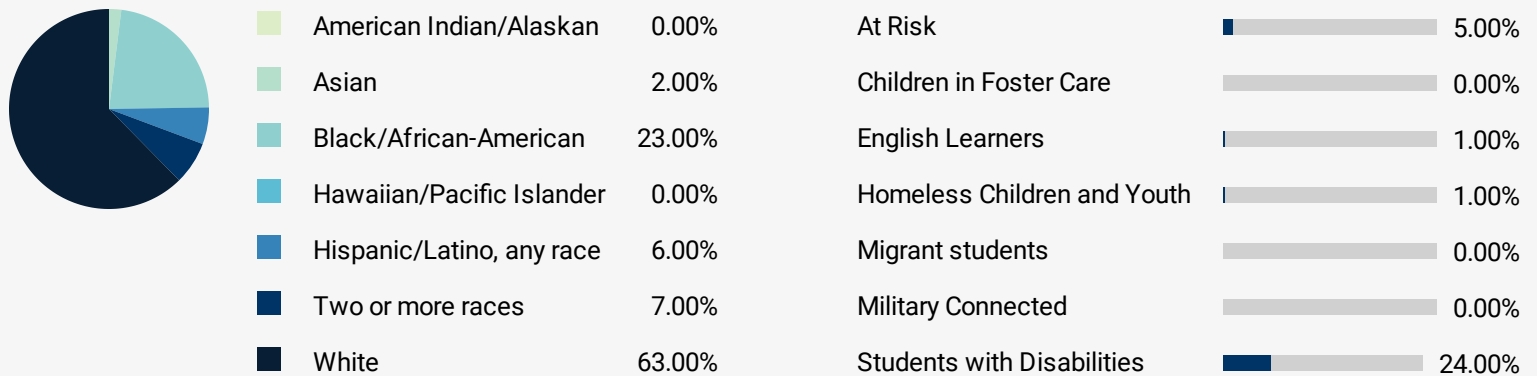 American Indian/Alaskan 0.00%
Asian 2.00%
Black/African-American 23.00%
Hawaiian/Pacific Islander 0.00%
Hispanic/Latino, any race 6.00%
Two or more races 7.00%
White 63.00%
At Risk 5.00%
Children in Foster Care 0.00%
English Learners 1.00%
Homeless Children and Youth 1.00%
Migrant students 0.00%
Military Connected 0.00%
Students with Disabilities 24.00%